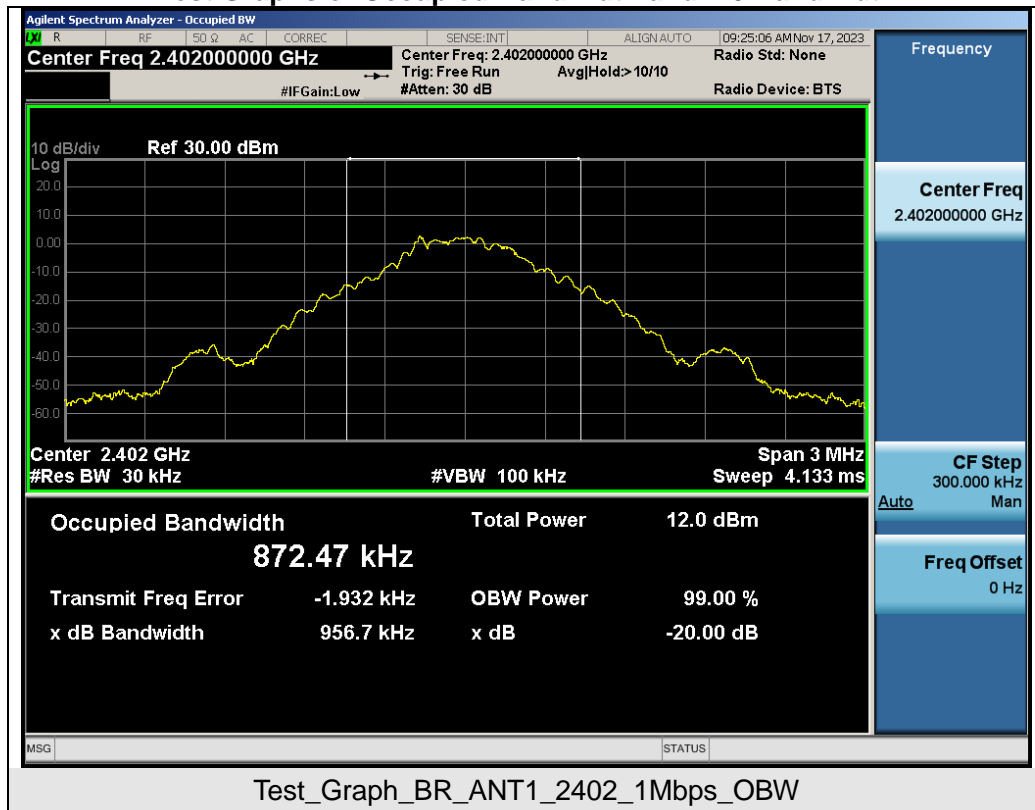 Agilent Spectrum Analyzer - Occupied BW
LXI R RF 50 Ω AC CORREC SENSE:INT ALIGN AUTO 09:25:06 AM Nov 17, 2023
Center Freq 2.402000000 GHz Center Freq: 2.402000000 GHz Radio Std: None Frequency
Trig: Free Run Avg|Hold:> 10/10
#IFGain:Low #Atten: 30 dB Radio Device: BTS
10 dB/div Ref 30.00 dBm
Log
20.0
10.0
0.00
-10.0
-20.0
-30.0
-40.0
-50.0
-60.0
Center Freq
2.402000000 GHz
Center 2.402 GHz Span 3 MHz
#Res BW 30 kHz #VBW 100 kHz Sweep 4.133 ms
CF Step
300.000 kHz
Auto Man
Occupied Bandwidth Total Power 12.0 dBm
872.47 kHz
Transmit Freq Error -1.932 kHz OBW Power 99.00 %
x dB Bandwidth 956.7 kHz x dB -20.00 dB
Freq Offset
0 Hz
MSG STATUS
Test_Graph_BR_ANT1_2402_1Mbps_OBW